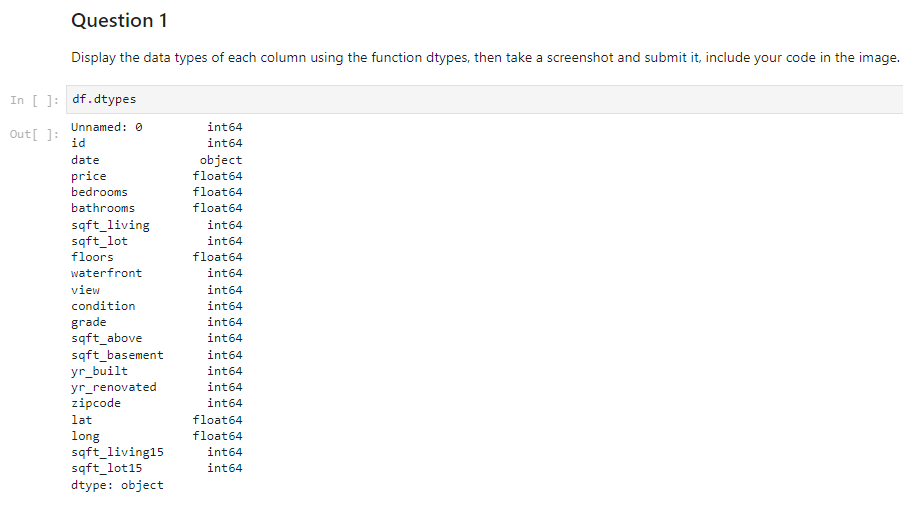 Question 1
Display the data types of each column using the function dtypes, then take a screenshot and submit it, include your code in the image.
In [ ]: df.dtypes
Out[ ]: Unnamed: 0 int64
id int64
date object
price float64
bedrooms float64
bathrooms float64
sqft_living int64
sqft_lot int64
floors float64
waterfront int64
view int64
condition int64
grade int64
sqft_above int64
sqft_basement int64
yr_built int64
yr_renovated int64
zipcode int64
lat float64
long float64
sqft_living15 int64
sqft_lot15 int64
dtype: object